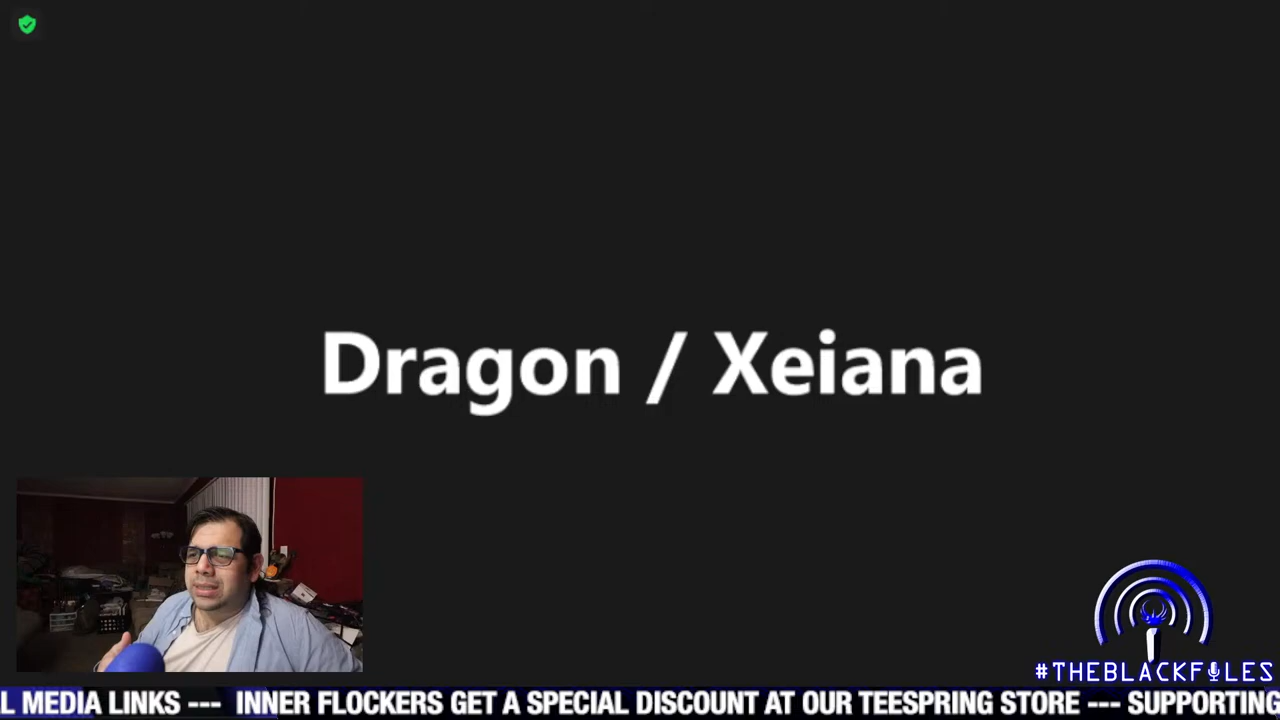 Dragon / Xeiana
#THEBLACKFILES
L MEDIA LINKS --- INNER FLOCKERS GET A SPECIAL DISCOUNT AT OUR TEESPRING STORE --- SUPPORTING